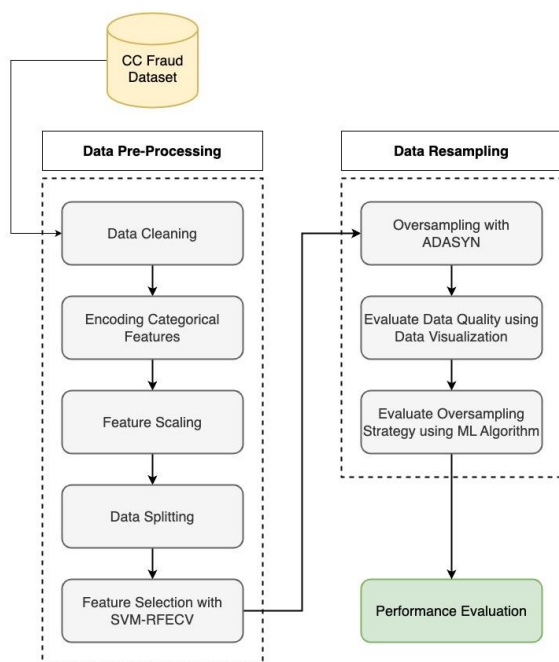 CC Fraud
Dataset
Data Pre-Processing
Data Cleaning
Encoding Categorical
Features
Feature Scaling
Data Splitting
Feature Selection with
SVM-RFECV
Data Resampling
Oversampling with
ADASYN
Evaluate Data Quality using
Data Visualization
Evaluate Oversampling
Strategy using ML Algorithm
Performance Evaluation